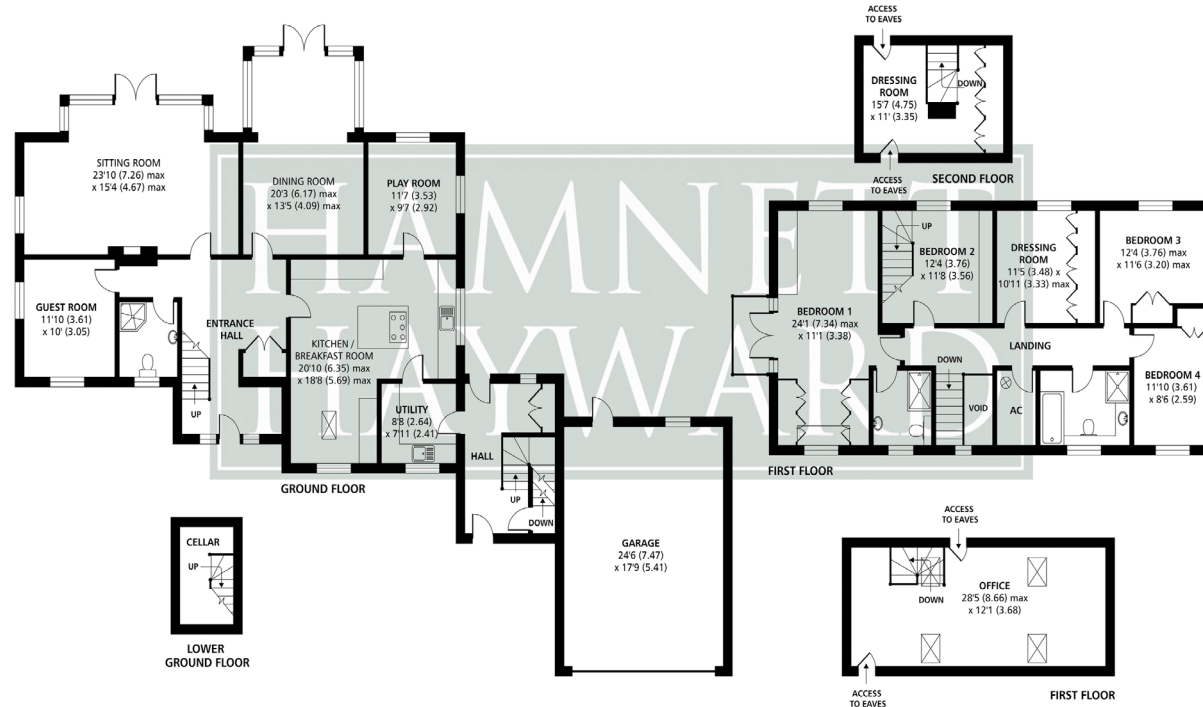 SITTING ROOM
23'10 (7.26) max
x 15'4 (4.67) max
DINING ROOM
20'3 (6.17) max
x 13'5 (4.09) max
PLAY ROOM
11'7 (3.53)
x 9'7 (2.92)
GUEST ROOM
11'10 (3.61)
x 10' (3.05)
ENTRANCE
HALL
KITCHEN /
BREAKFAST ROOM
20'10 (6.35) max
x 18'8 (5.69) max
UTILITY
8'8 (2.64)
x 7'11 (2.41)
UP
HALL
UP
DOWN
GROUND FLOOR
GARAGE
24'6 (7.47)
x 17'9 (5.41)
CELLAR
UP
LOWER
GROUND FLOOR
HAMNETT
HAYWARD
ACCESS
TO EAVES
DRESSING
ROOM
15'7 (4.75)
x 11' (3.35)
DOWN
ACCESS
TO EAVES
SECOND FLOOR
UP
BEDROOM 2
12'4 (3.76)
x 11'8 (3.56)
DRESSING
ROOM
11'5 (3.48) x
10'11 (3.33) max
BEDROOM 3
12'4 (3.76) max
x 11'6 (3.20) max
BEDROOM 1
24'1 (7.34) max
x 11'1 (3.38)
LANDING
DOWN
VOID
AC
BEDROOM 4
11'10 (3.61)
x 8'6 (2.59)
FIRST FLOOR
ACCESS
TO EAVES
DOWN
OFFICE
28'5 (8.66) max
x 12'1 (3.68)
ACCESS
TO EAVES
FIRST FLOOR